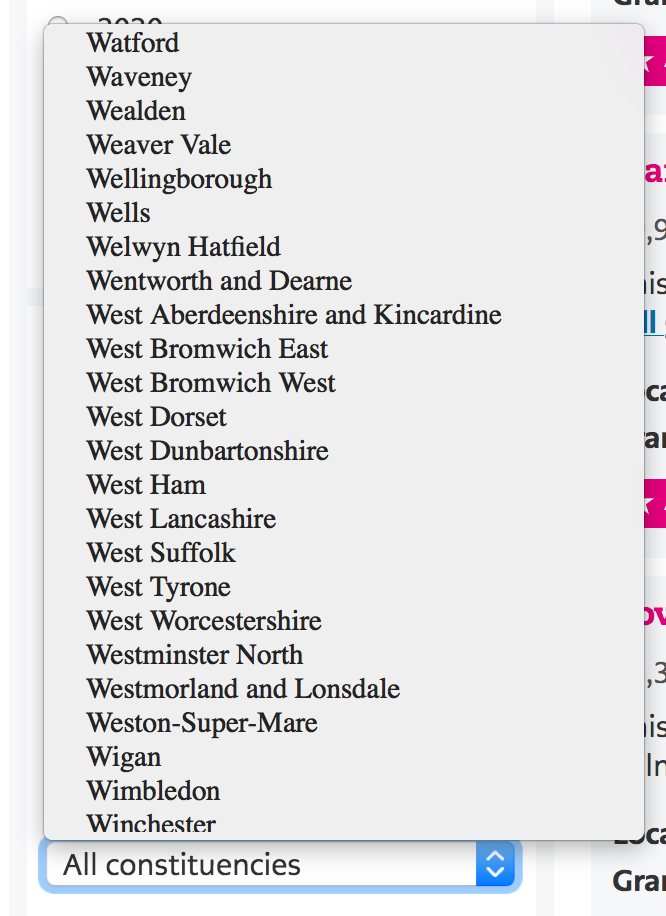 2020
Watford
Waveney
Wealden
Weaver Vale
Wellingborough
Wells
Welwyn Hatfield
Wentworth and Dearne
West Aberdeenshire and Kincardine
West Bromwich East
West Bromwich West
West Dorset
West Dunbartonshire
West Ham
West Lancashire
West Suffolk
West Tyrone
West Worcestershire
Westminster North
Westmorland and Lonsdale
Weston-Super-Mare
Wigan
Wimbledon
Winchester
All constituencies